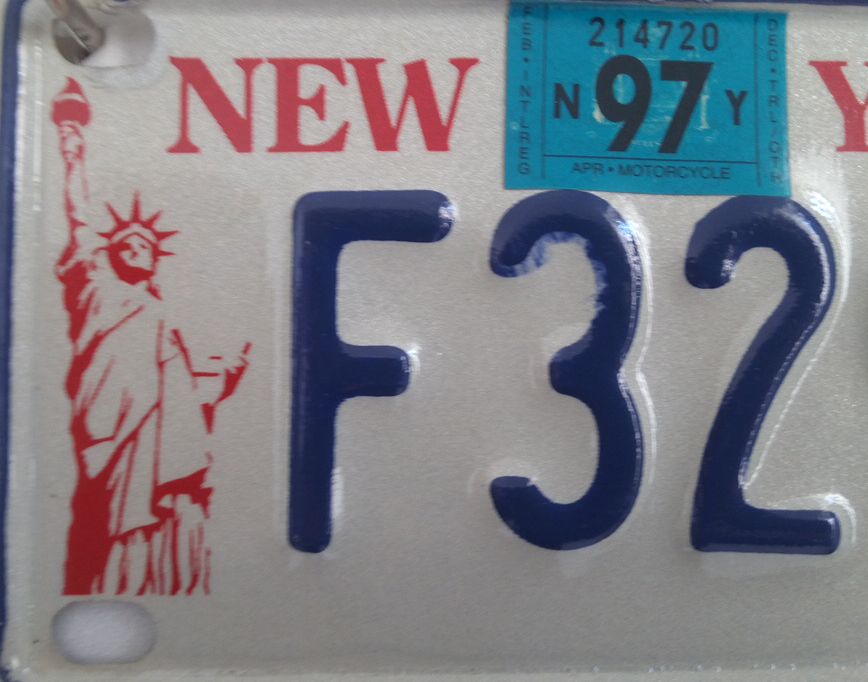 NEW Y
214720
N 97 Y
FEB • INTLREG
DEC • TRL/OTH
APR • MOTORCYCLE
F32